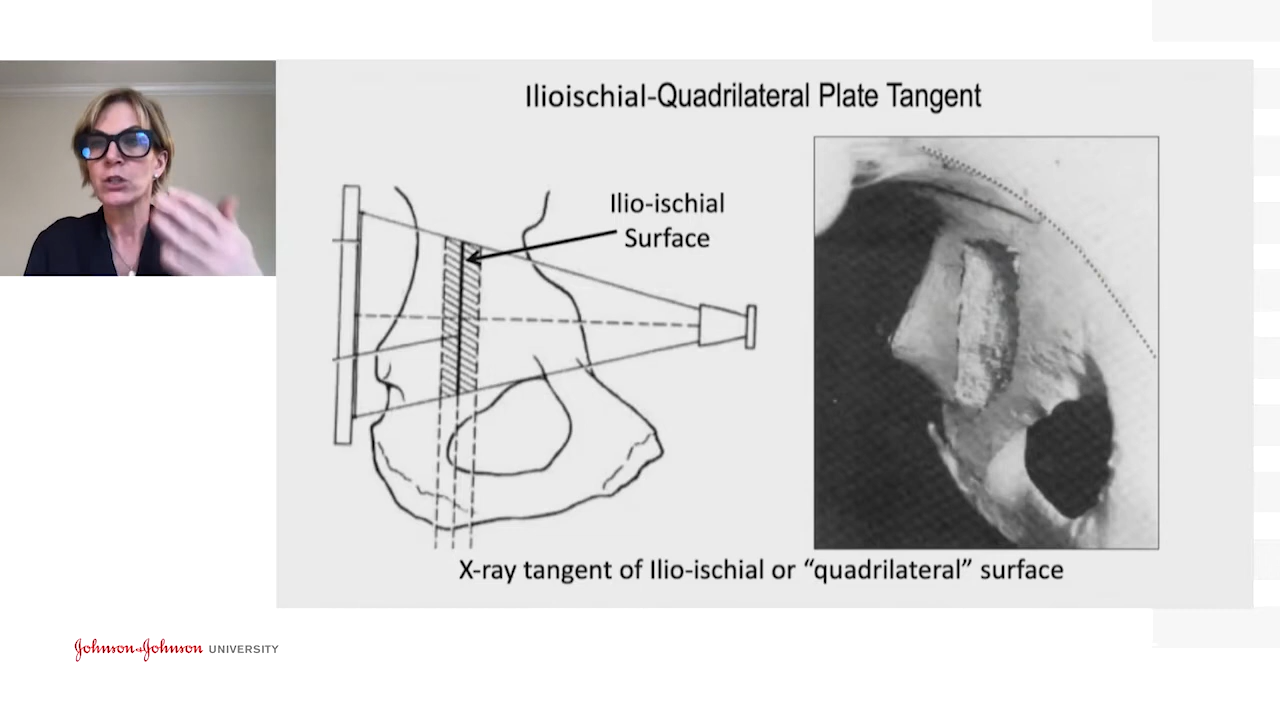 Ilioischial-Quadrilateral Plate Tangent
Ilio-ischial
Surface
X-ray tangent of Ilio-ischial or “quadrilateral” surface
Johnson+Johnson UNIVERSITY